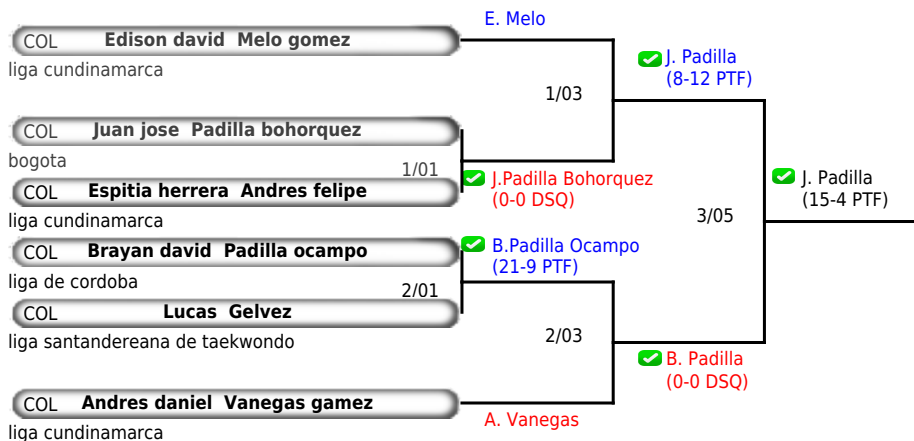 E. Melo
COL Edison david Melo gomez
liga cundinamarca
J. Padilla
(8-12 PTF)
1/03
COL Juan jose Padilla bohorquez
bogota
1/01
J.Padilla Bohorquez
(0-0 DSQ)
COL Espitia herrera Andres felipe
liga cundinamarca
J. Padilla
(15-4 PTF)
3/05
COL Brayan david Padilla ocampo
liga de cordoba
B.Padilla Ocampo
(21-9 PTF)
2/01
COL Lucas Gelvez
liga santandereana de taekwondo
2/03
B. Padilla
(0-0 DSQ)
COL Andres daniel Vanegas gamez
liga cundinamarca
A. Vanegas